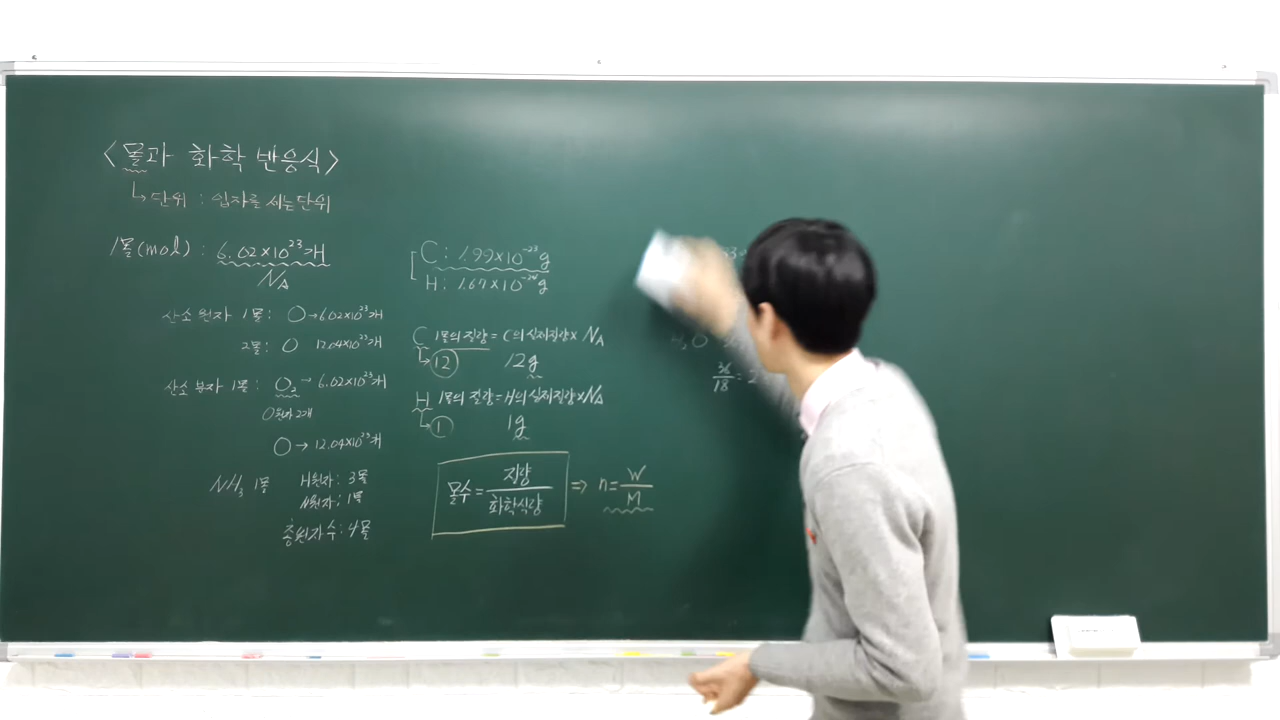 <몰과 화학 반응식>
↳단위 : 입자를 세는단위
1몰(mol) : 6.02×10²³개
N_A
산소 원자 1몰: O→6.02×10²³개
2몰: O 12.04×10²³개
산소 분자 1몰: O₂→6.02×10²³개
O원자 2개
O→12.04×10²³개
NH₃ 1몰 H원자: 3몰
N원자: 1몰
총원자수: 4몰
C: 1.99×10⁻²³g
H: 1.67×10⁻²⁴g
C 1몰의 질량=C의실제질량×N_A
↳12 12g
H 1몰의 질량=H의실제질량×N_A
↳1 1g
몰수=질량/화학식량 ⇒ n=W/M
H₂O
36/18=2